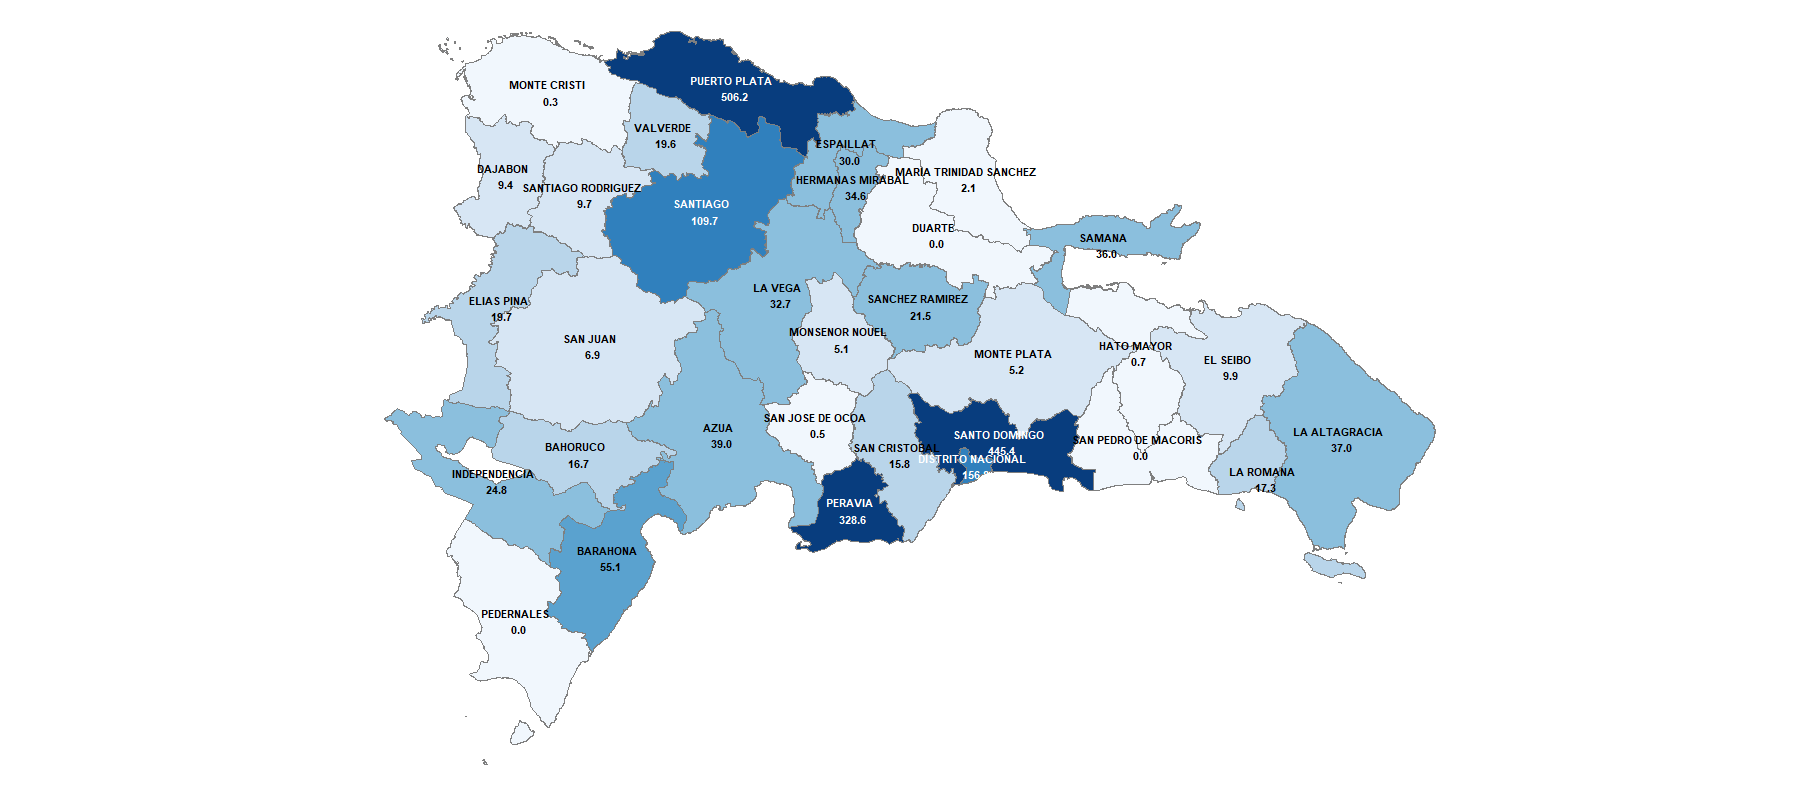 PUERTO PLATA
506.2
MONTE CRISTI
0.3
VALVERDE
19.6
ESPAILLAT
30.0
DAJABON
9.4
SANTIAGO RODRIGUEZ
9.7
HERMANAS MIRABAL
34.6
MARIA TRINIDAD SANCHEZ
2.1
SANTIAGO
109.7
DUARTE
0.0
SAMANA
36.0
ELIAS PINA
19.7
LA VEGA
32.7
SANCHEZ RAMIREZ
21.5
SAN JUAN
6.9
MONSENOR NOUEL
5.1
MONTE PLATA
5.2
HATO MAYOR
0.7
EL SEIBO
9.9
SAN JOSE DE OCOA
0.5
AZUA
39.0
SANTO DOMINGO
445.4
SAN PEDRO DE MACORIS
0.0
LA ALTAGRACIA
37.0
BAHORUCO
16.7
SAN CRISTOBAL
15.8
DISTRITO NACIONAL
INDEPENDENCIA
24.8
LA ROMANA
17.3
PERAVIA
328.6
BARAHONA
55.1
PEDERNALES
0.0